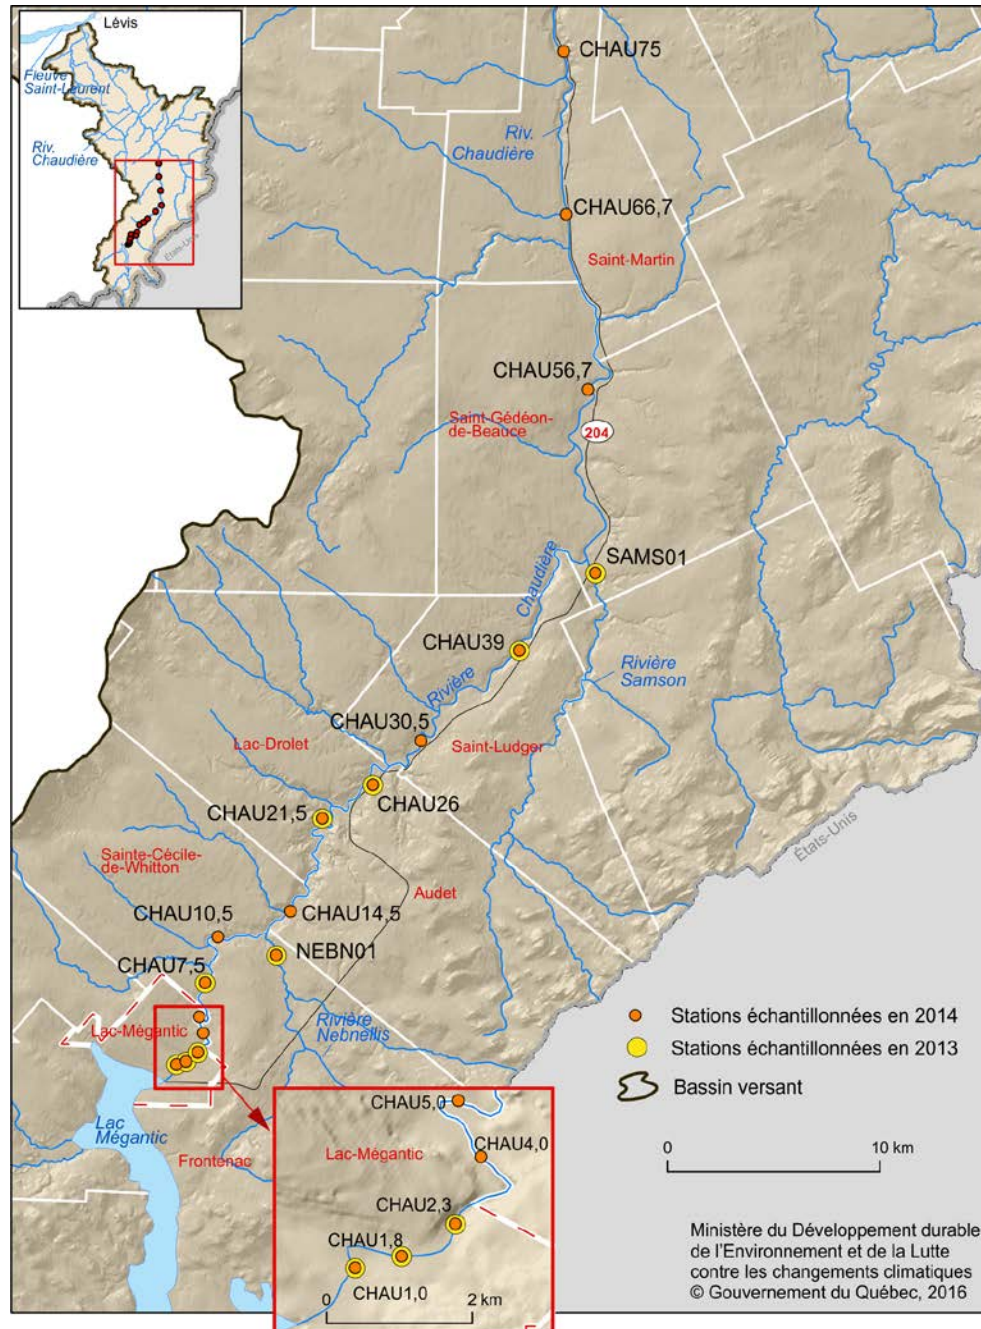 Lévis
Fleuve
Saint-Laurent
Riv.
Chaudière
États-Unis
CHAU75
Riv.
Chaudière
CHAU66,7
Saint-Martin
CHAU56,7
Saint-Gédéon-
de-Beauce
204
Chaudière
SAMS01
CHAU39
Rivière
Rivière
Samson
CHAU30,5
Lac-Drolet
Saint-Ludger
CHAU26
CHAU21,5
États-Unis
Sainte-Cécile-
de-Whitton
Audet
CHAU14,5
CHAU10,5
NEBN01
CHAU7,5
Lac-Mégantic
Rivière
Nebnellis
Lac
Mégantic
Frontenac
CHAU5,0
Lac-Mégantic
CHAU4,0
CHAU2,3
CHAU1,8
CHAU1,0
0
2 km
Stations échantillonnées en 2014
Stations échantillonnées en 2013
Bassin versant
0
10 km
Ministère du Développement durable
de l'Environnement et de la Lutte
contre les changements climatiques
© Gouvernement du Québec, 2016